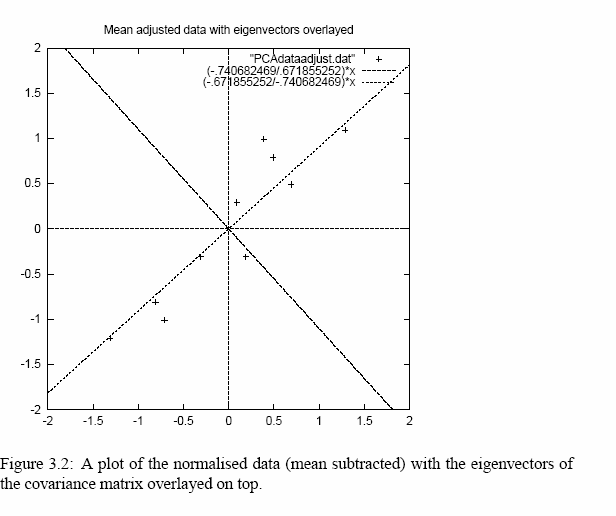 Mean adjusted data with eigenvectors overlayed
2
"PCAdataadjust.dat"
(-.740682469/.671855252)*x
(-.671855252/-.740682469)*x
1.5
1
0.5
0
-0.5
-1
-1.5
-2
-2 -1.5 -1 -0.5 0 0.5 1 1.5 2
Figure 3.2: A plot of the normalised data (mean subtracted) with the eigenvectors of
the covariance matrix overlayed on top.